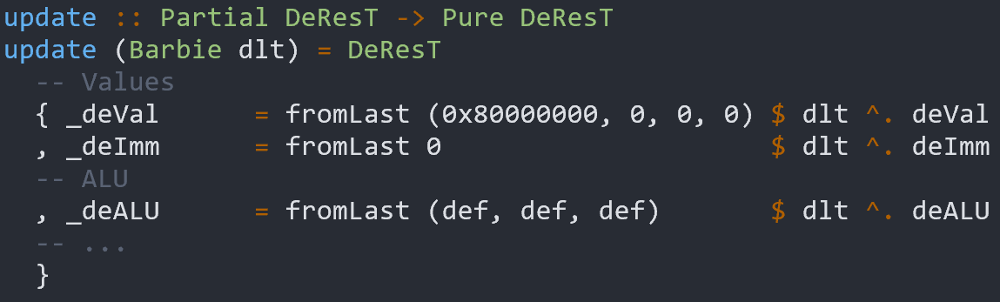 update :: Partial DeResT -> Pure DeResT
update (Barbie dlt) = DeResT
  -- Values
  { _deVal      = fromLast (0x80000000, 0, 0, 0) $ dlt ^. deVal
  , _deImm      = fromLast 0                     $ dlt ^. deImm
  -- ALU
  , _deALU      = fromLast (def, def, def)       $ dlt ^. deALU
  -- ...
  }